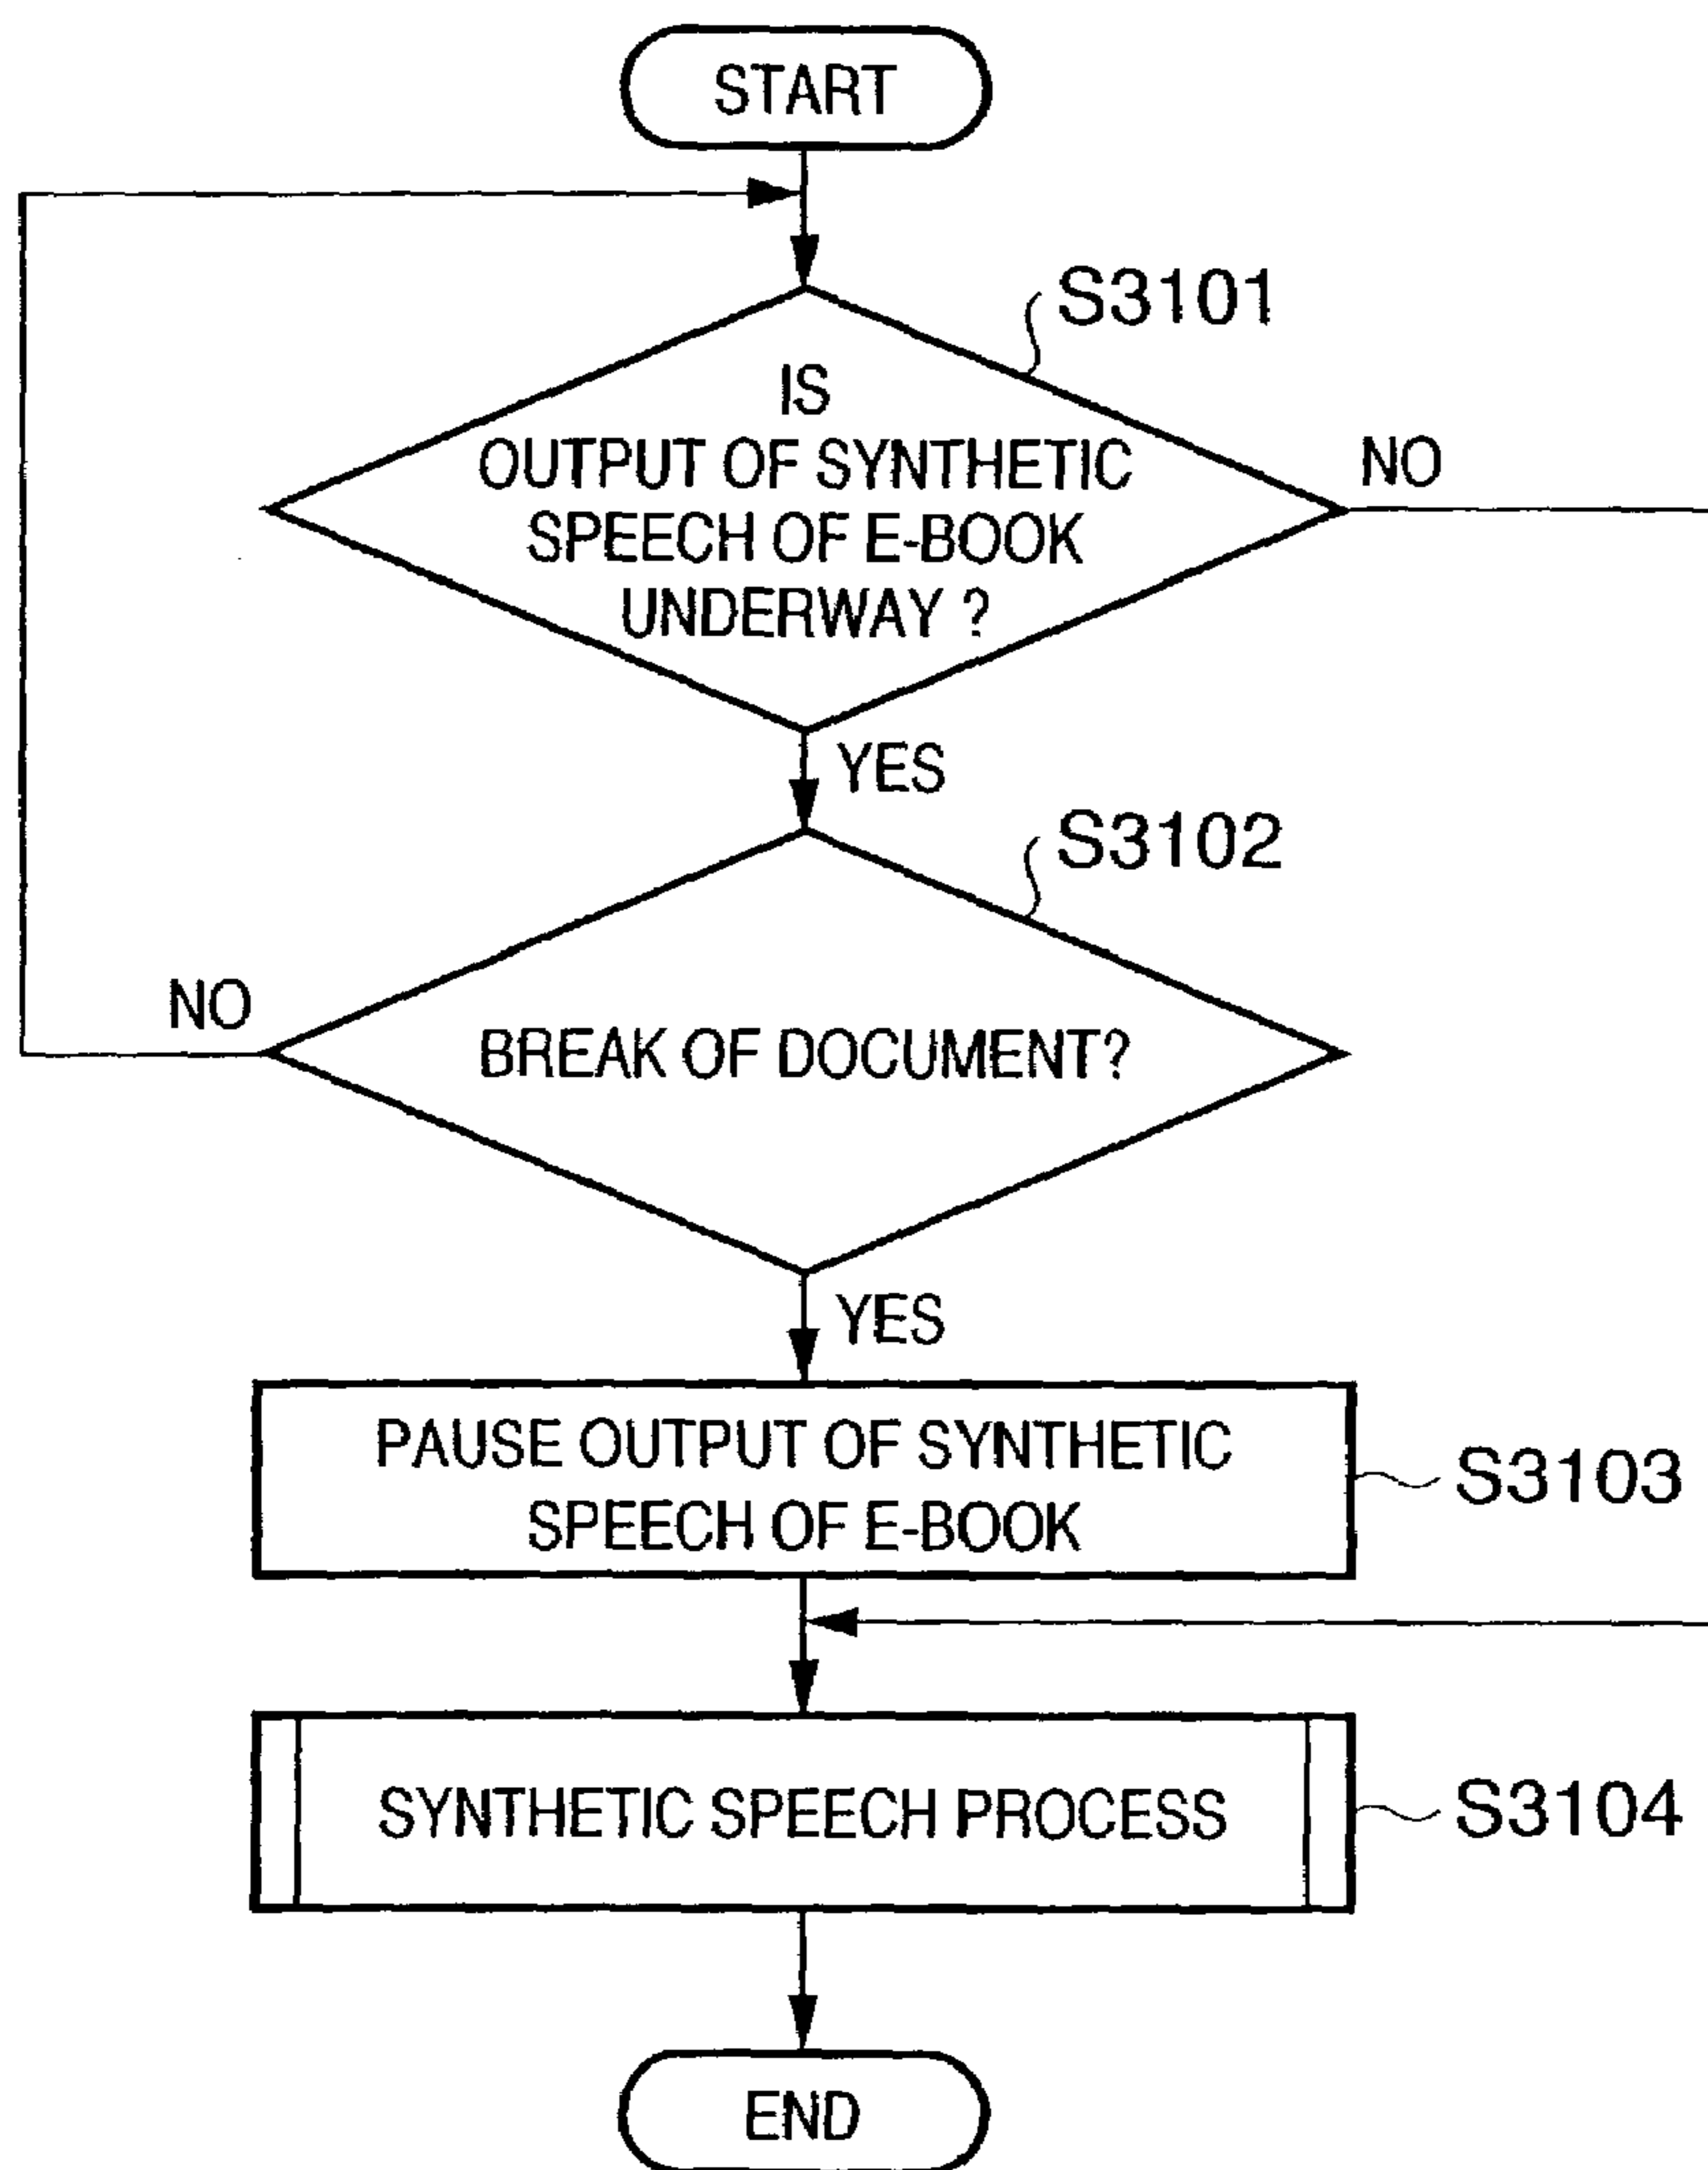 START
S3101
IS
OUTPUT OF SYNTHETIC
SPEECH OF E-BOOK
UNDERWAY ?
NO
YES
S3102
NO
BREAK OF DOCUMENT?
YES
PAUSE OUTPUT OF SYNTHETIC
SPEECH OF E-BOOK
S3103
SYNTHETIC SPEECH PROCESS
S3104
END